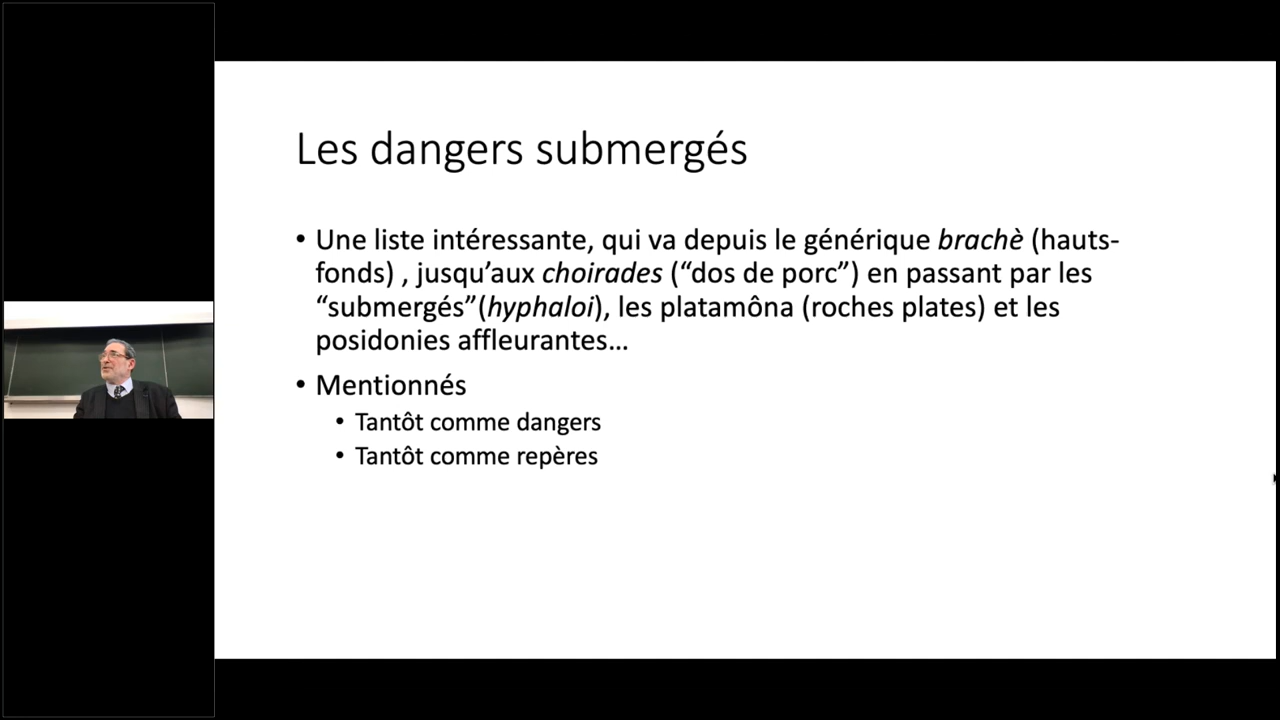 Les dangers submergés
• Une liste intéressante, qui va depuis le générique brachè (hauts-
fonds) , jusqu’aux choirades (“dos de porc”) en passant par les
“submergés”(hyphaloi), les platamôna (roches plates) et les
posidonies affleurantes…
• Mentionnés
• Tantôt comme dangers
• Tantôt comme repères